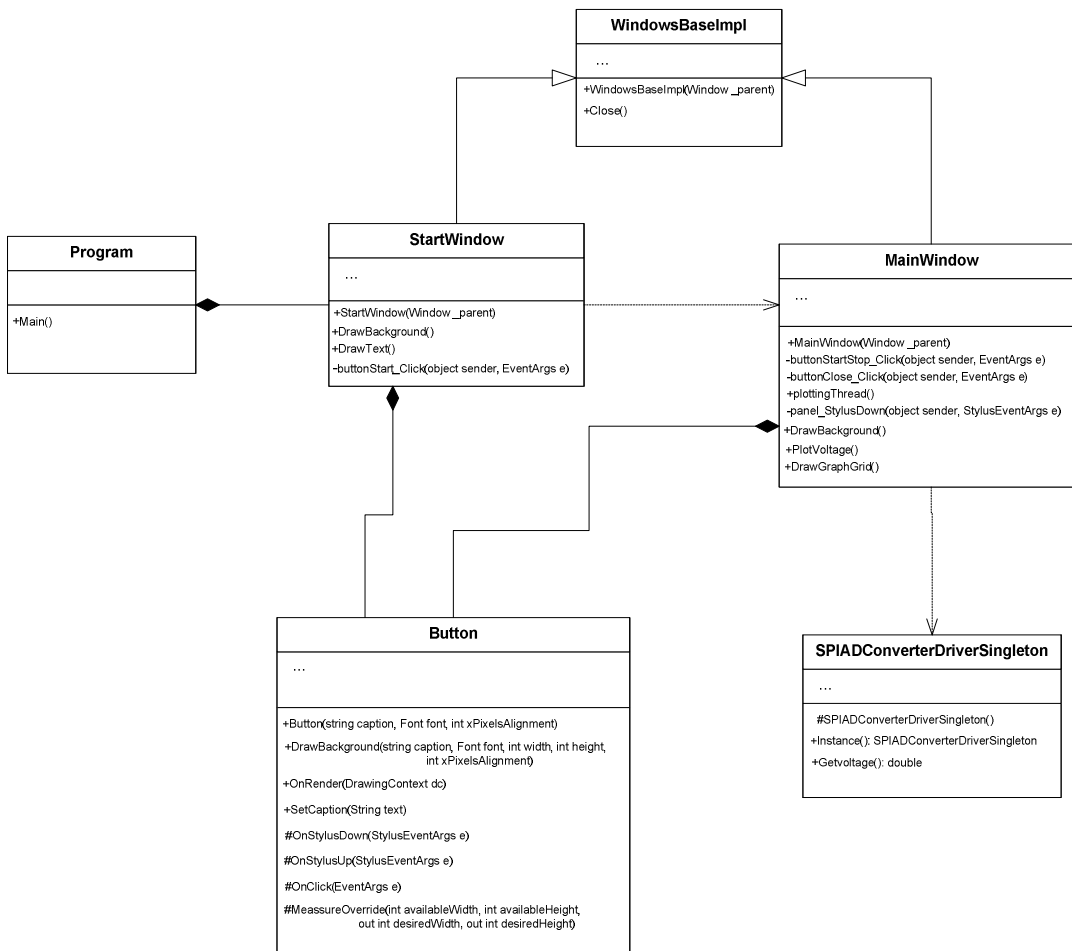 WindowsBaseImpl
...
+WindowsBaseImpl(Window _parent)
+Close()
Program
+Main()
StartWindow
...
+StartWindow(Window _parent)
+DrawBackground()
+DrawText()
-buttonStart_Click(object sender, EventArgs e)
MainWindow
...
+MainWindow(Window _parent)
-buttonStartStop_Click(object sender, EventArgs e)
-buttonClose_Click(object sender, EventArgs e)
+plottingThread()
-panel_StylusDown(object sender, StylusEventArgs e)
+DrawBackground()
+PlotVoltage()
+DrawGraphGrid()
Button
...
+Button(string caption, Font font, int xPixelsAlignment)
+DrawBackground(string caption, Font font, int width, int height,
int xPixelsAlignment)
+OnRender(DrawingContext dc)
+SetCaption(String text)
#OnStylusDown(StylusEventArgs e)
#OnStylusUp(StylusEventArgs e)
#OnClick(EventArgs e)
#MeassureOverride(int availableWidth, int availableHeight,
out int desiredWidth, out int desiredHeight)
SPIADConverterDriverSingleton
...
#SPIADConverterDriverSingleton()
+Instance(): SPIADConverterDriverSingleton
+Getvoltage(): double